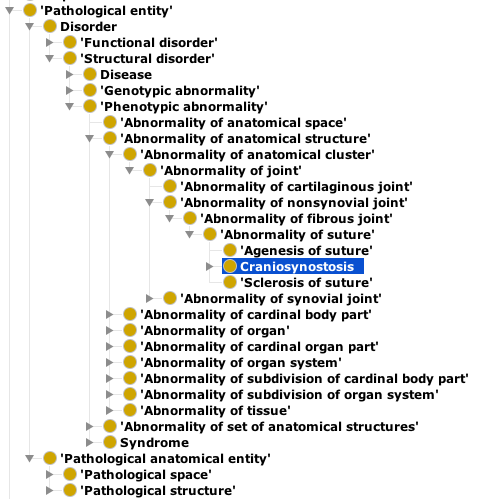 'Pathological entity'
Disorder
'Functional disorder'
'Structural disorder'
Disease
'Genotypic abnormality'
'Phenotypic abnormality'
'Abnormality of anatomical space'
'Abnormality of anatomical structure'
'Abnormality of anatomical cluster'
'Abnormality of joint'
'Abnormality of cartilaginous joint'
'Abnormality of nonsynovial joint'
'Abnormality of fibrous joint'
'Abnormality of suture'
'Agenesis of suture'
Craniosynostosis
'Sclerosis of suture'
'Abnormality of synovial joint'
'Abnormality of cardinal body part'
'Abnormality of organ'
'Abnormality of cardinal organ part'
'Abnormality of organ system'
'Abnormality of subdivision of cardinal body part'
'Abnormality of subdivision of organ system'
'Abnormality of tissue'
'Abnormality of set of anatomical structures'
Syndrome
'Pathological anatomical entity'
'Pathological space'
'Pathological structure'